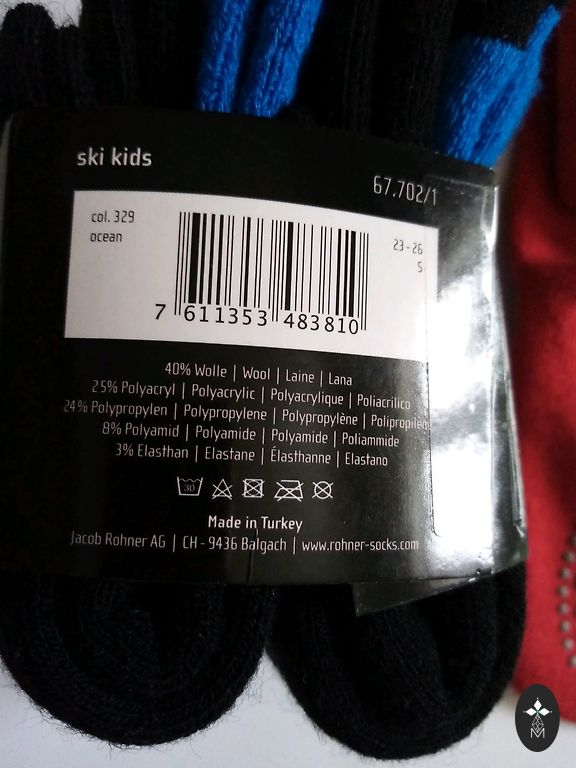 ski kids
67.702/1
col. 329
ocean
23-26
S
7 611353 483810
40% Wolle | Wool | Laine | Lana
25% Polyacryl | Polyacrylic | Polyacrylique | Poliacrilico
24% Polypropylen | Polypropylene | Polypropylène | Polipropilen
8% Polyamid | Polyamide | Polyamide | Poliammide
3% Elasthan | Elastane | Élasthanne | Elastano
30
Made in Turkey
Jacob Rohner AG | CH - 9436 Balgach | www.rohner-socks.com
M